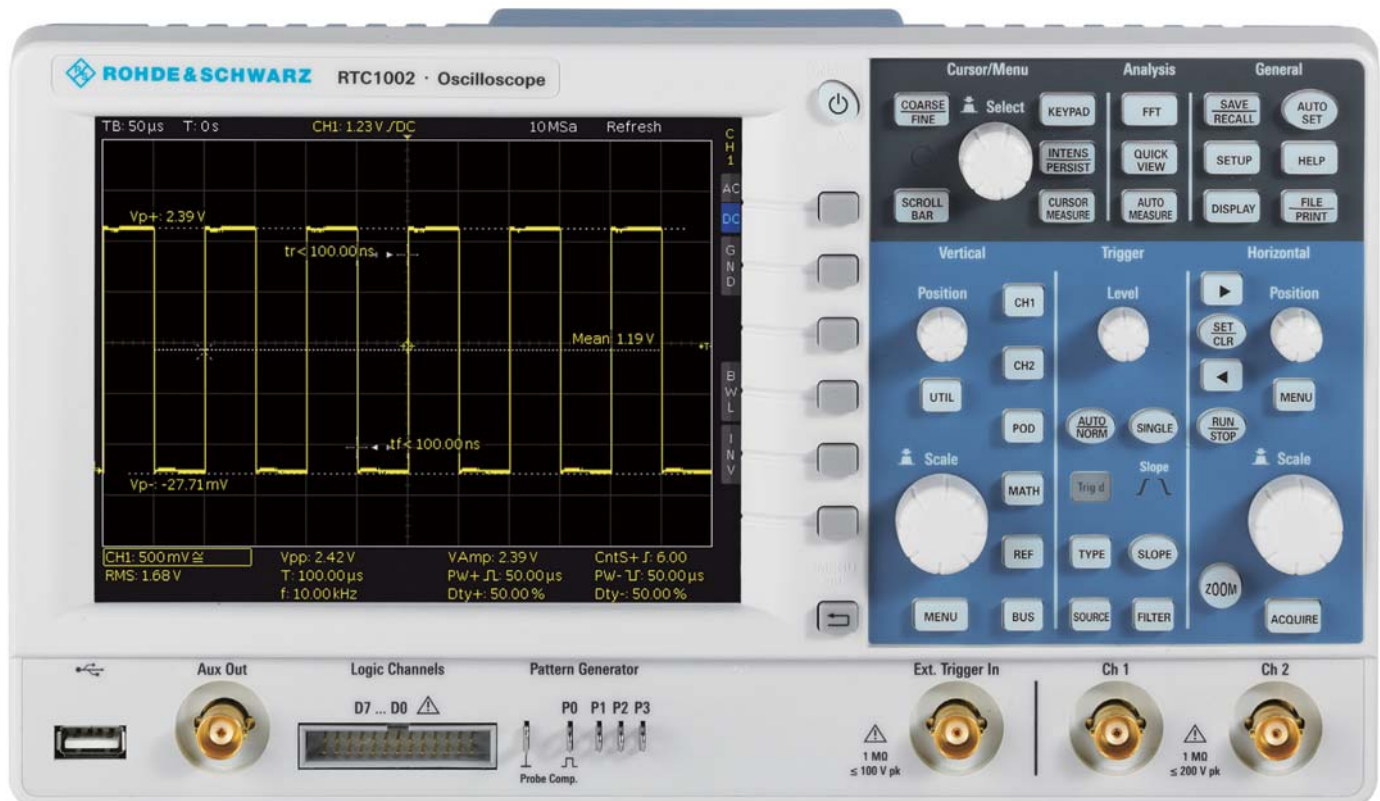 ROHDE&SCHWARZ RTC1002 · Oscilloscope
TB: 50µs T: 0 s CH1: 1.23 V /DC 10MSa Refresh
CH1
AC
DC
GND
BWL
INV
Vp+: 2.39 V
tr< 100.00ns
Mean: 1.19 V
tf< 100.00ns
Vp-: -27.71mV
CH1: 500mV ≅ Vpp: 2.42V VAmp: 2.39V CntS+ ƒ: 6.00
RMS: 1.68V T: 100.00µs PW+ : 50.00µs PW- : 50.00µs
f: 10.00kHz Dty+: 50.00% Dty-: 50.00%
Cursor/Menu Analysis General
COARSE
FINE
Select
KEYPAD
FFT
SAVE
RECALL
AUTO
SET
INTENS
PERSIST
QUICK
VIEW
SETUP
HELP
SCROLL
BAR
CURSOR
MEASURE
AUTO
MEASURE
DISPLAY
FILE
PRINT
Vertical Trigger Horizontal
Position
CH1
Level
Position
SET
CLR
CH2
UTIL
MENU
POD
AUTO
NORM
SINGLE
RUN
STOP
Scale
Slope
Scale
MATH
Trig'd
REF
TYPE
SLOPE
ZOOM
MENU
BUS
SOURCE
FILTER
ACQUIRE
Aux Out
Logic Channels
D7 ... D0
Pattern Generator
P0 P1 P2 P3
Probe Comp.
Ext. Trigger In
Ch 1
Ch 2
1 MΩ
≤ 100 V pk
1 MΩ
≤ 200 V pk